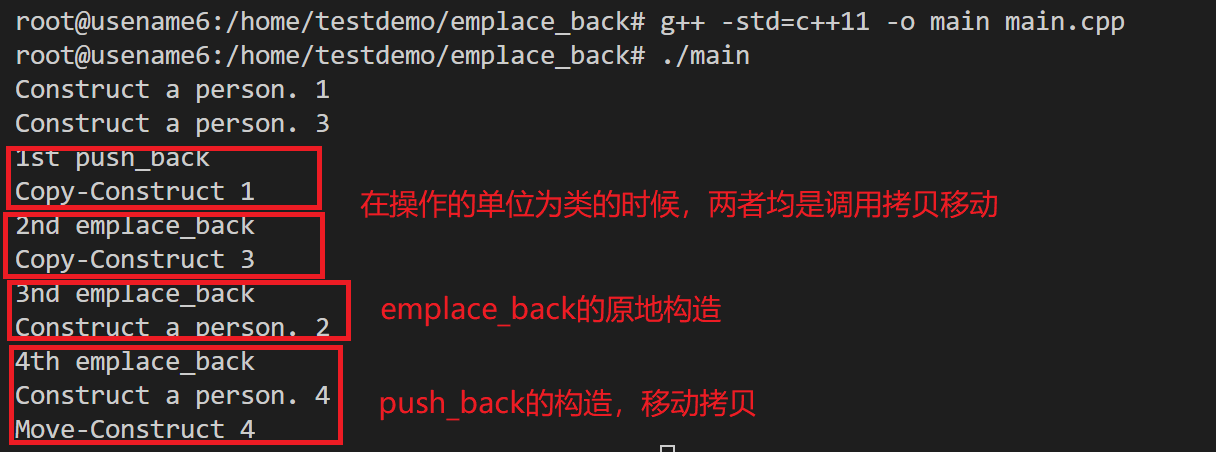 root@usename6:/home/testdemo/emplace_back# g++ -std=c++11 -o main main.cpp
root@usename6:/home/testdemo/emplace_back# ./main
Construct a person. 1
Construct a person. 3
1st push_back
Copy-Construct 1
在操作的单位为类的时候，两者均是调用拷贝移动
2nd emplace_back
Copy-Construct 3
3nd emplace_back
Construct a person. 2
emplace_back的原地构造
4th emplace_back
Construct a person. 4
Move-Construct 4
push_back的构造，移动拷贝